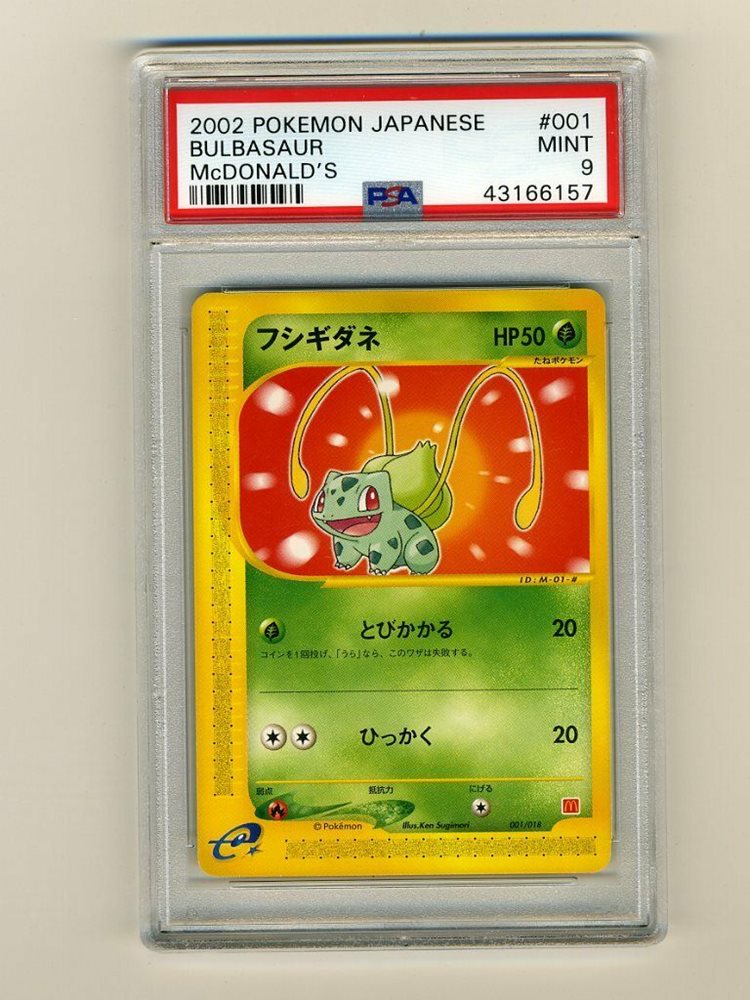 2002 POKEMON JAPANESE #001
BULBASAUR MINT
McDONALD'S 9
PSA 43166157
フシギダネ HP50
たねポケモン
ID:M-01-#
とびかかる 20
コインを1回投げ、「うら」なら、このワザは失敗する。
ひっかく 20
弱点 抵抗力 にげる
©Pokémon illus.Ken Sugimori 001/018
e